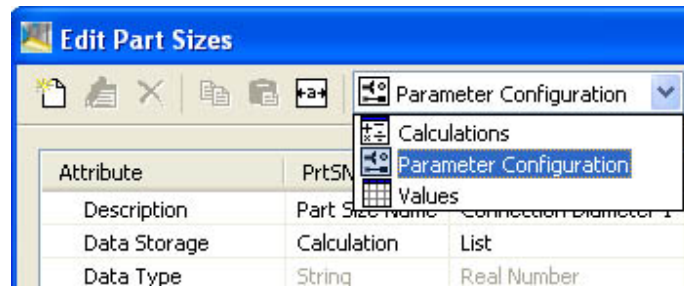 Edit Part Sizes
Parameter Configuration
Calculations
Parameter Configuration
Values
Attribute PrtSN
Description Part Size Name Connection Diameter 1
Data Storage Calculation List
Data Type String Real Number